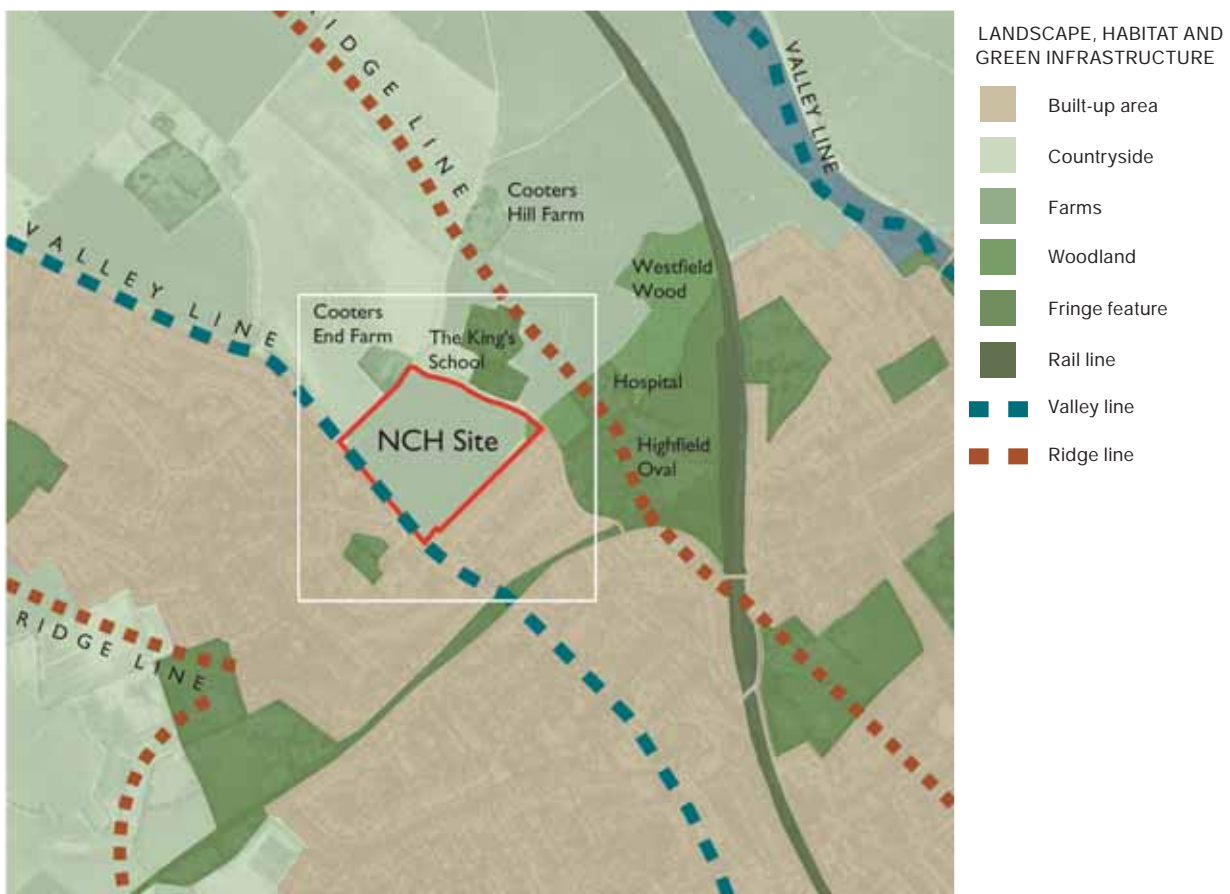 RIDGE LINE
VALLEY LINE
Cooters
Hill Farm
Westfield
Wood
VALLEY LINE
Cooters
End Farm
The King's
School
Hospital
NCH Site
Highfield
Oval
RIDGE LINE
LANDSCAPE, HABITAT AND
GREEN INFRASTRUCTURE
Built-up area
Countryside
Farms
Woodland
Fringe feature
Rail line
Valley line
Ridge line